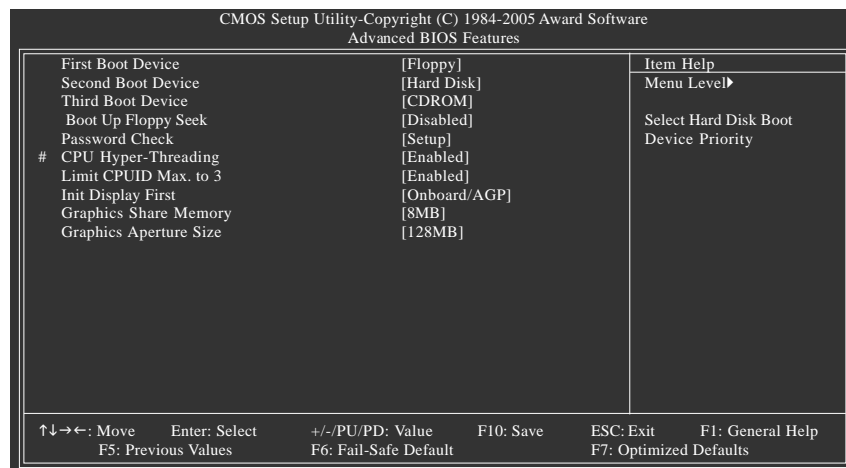 CMOS Setup Utility-Copyright (C) 1984-2005 Award Software
Advanced BIOS Features
First Boot Device [Floppy] Item Help
Second Boot Device [Hard Disk] Menu Level▶
Third Boot Device [CDROM]
Boot Up Floppy Seek [Disabled] Select Hard Disk Boot
Password Check [Setup] Device Priority
# CPU Hyper-Threading [Enabled]
Limit CPUID Max. to 3 [Enabled]
Init Display First [Onboard/AGP]
Graphics Share Memory [8MB]
Graphics Aperture Size [128MB]
↑↓→←: Move Enter: Select +/-/PU/PD: Value F10: Save ESC: Exit F1: General Help
F5: Previous Values F6: Fail-Safe Default F7: Optimized Defaults